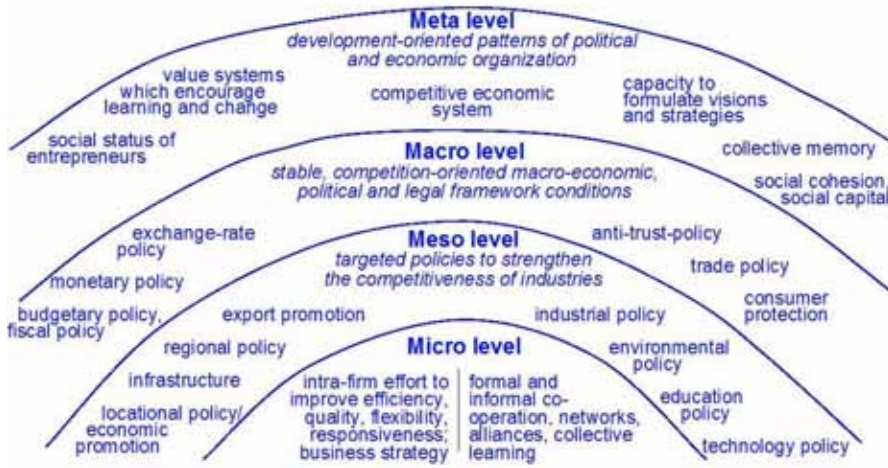 Meta level
development-oriented patterns of political
and economic organization
value systems
which encourage
learning and change
competitive economic
system
capacity to
formulate visions
and strategies
social status of
entrepreneurs
collective memory
social cohesion,
social capital
Macro level
stable, competition-oriented macro-economic,
political and legal framework conditions
exchange-rate
policy
anti-trust-policy
monetary policy
trade policy
budgetary policy,
fiscal policy
consumer
protection
Meso level
targeted policies to strengthen
the competitiveness of industries
export promotion
industrial policy
regional policy
environmental
policy
infrastructure
education
policy
locational policy/
economic
promotion
technology policy
Micro level
intra-firm effort to
improve efficiency,
quality, flexibility,
responsiveness;
business strategy
formal and
informal co-
operation, networks,
alliances, collective
learning